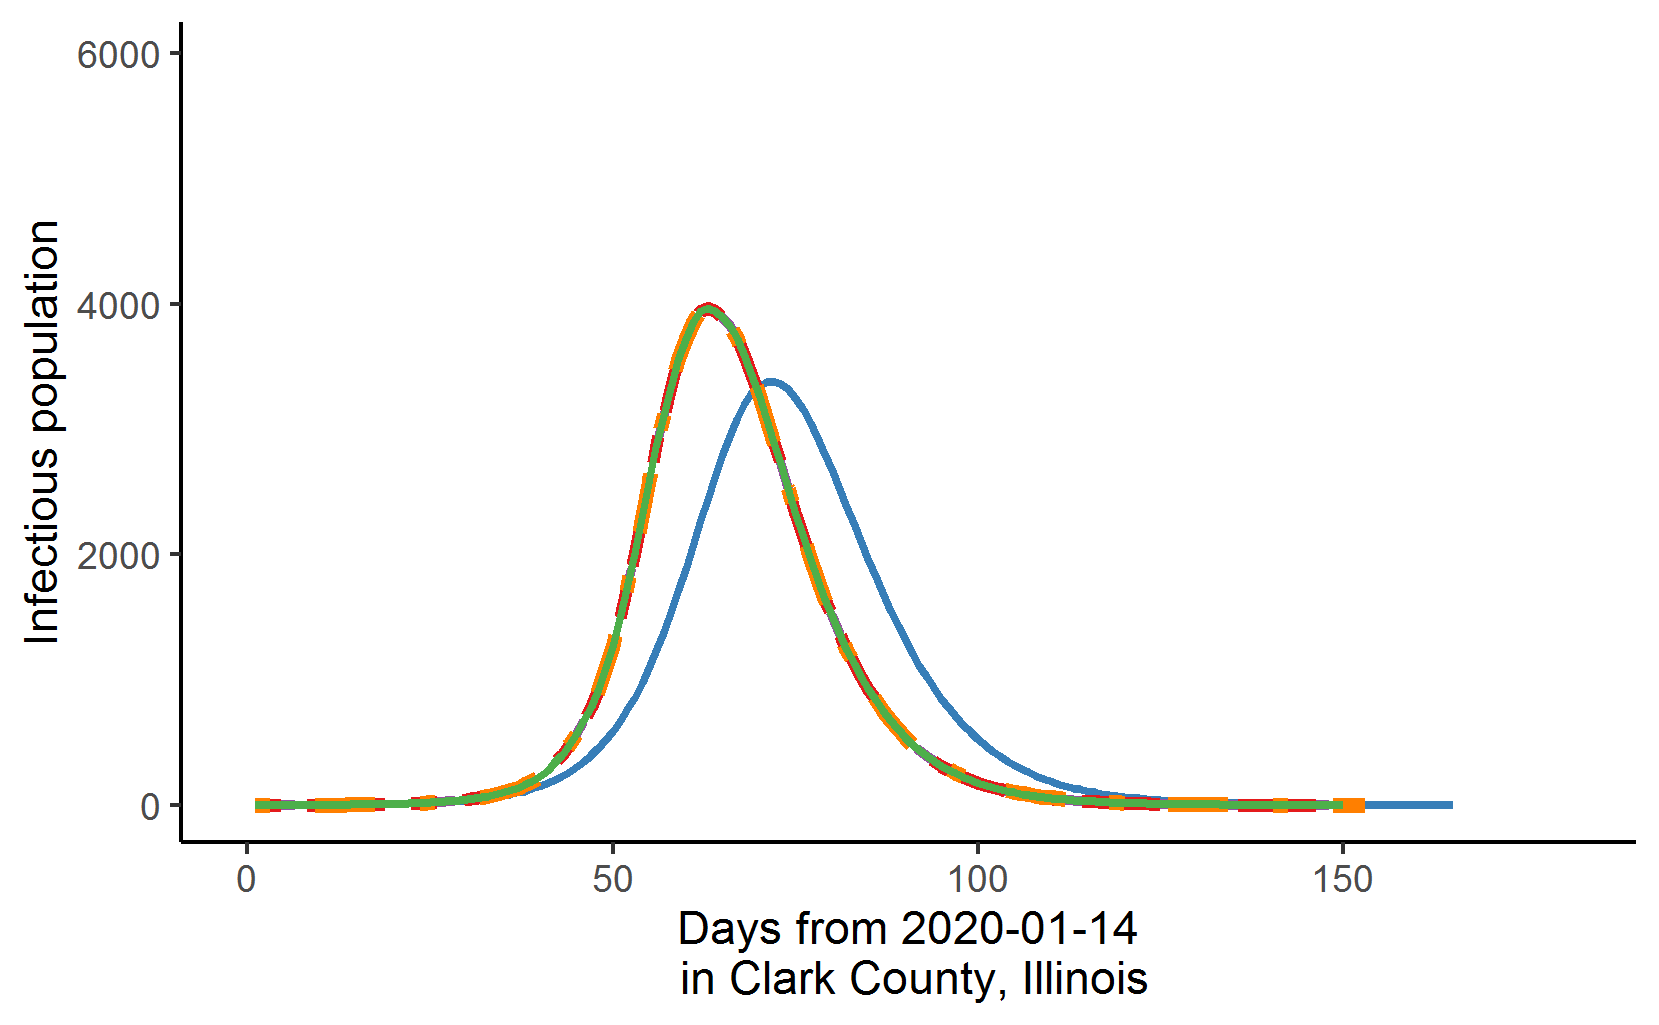 6000
4000
2000
0
Infectious population
0 50 100 150
Days from 2020-01-14
in Clark County, Illinois